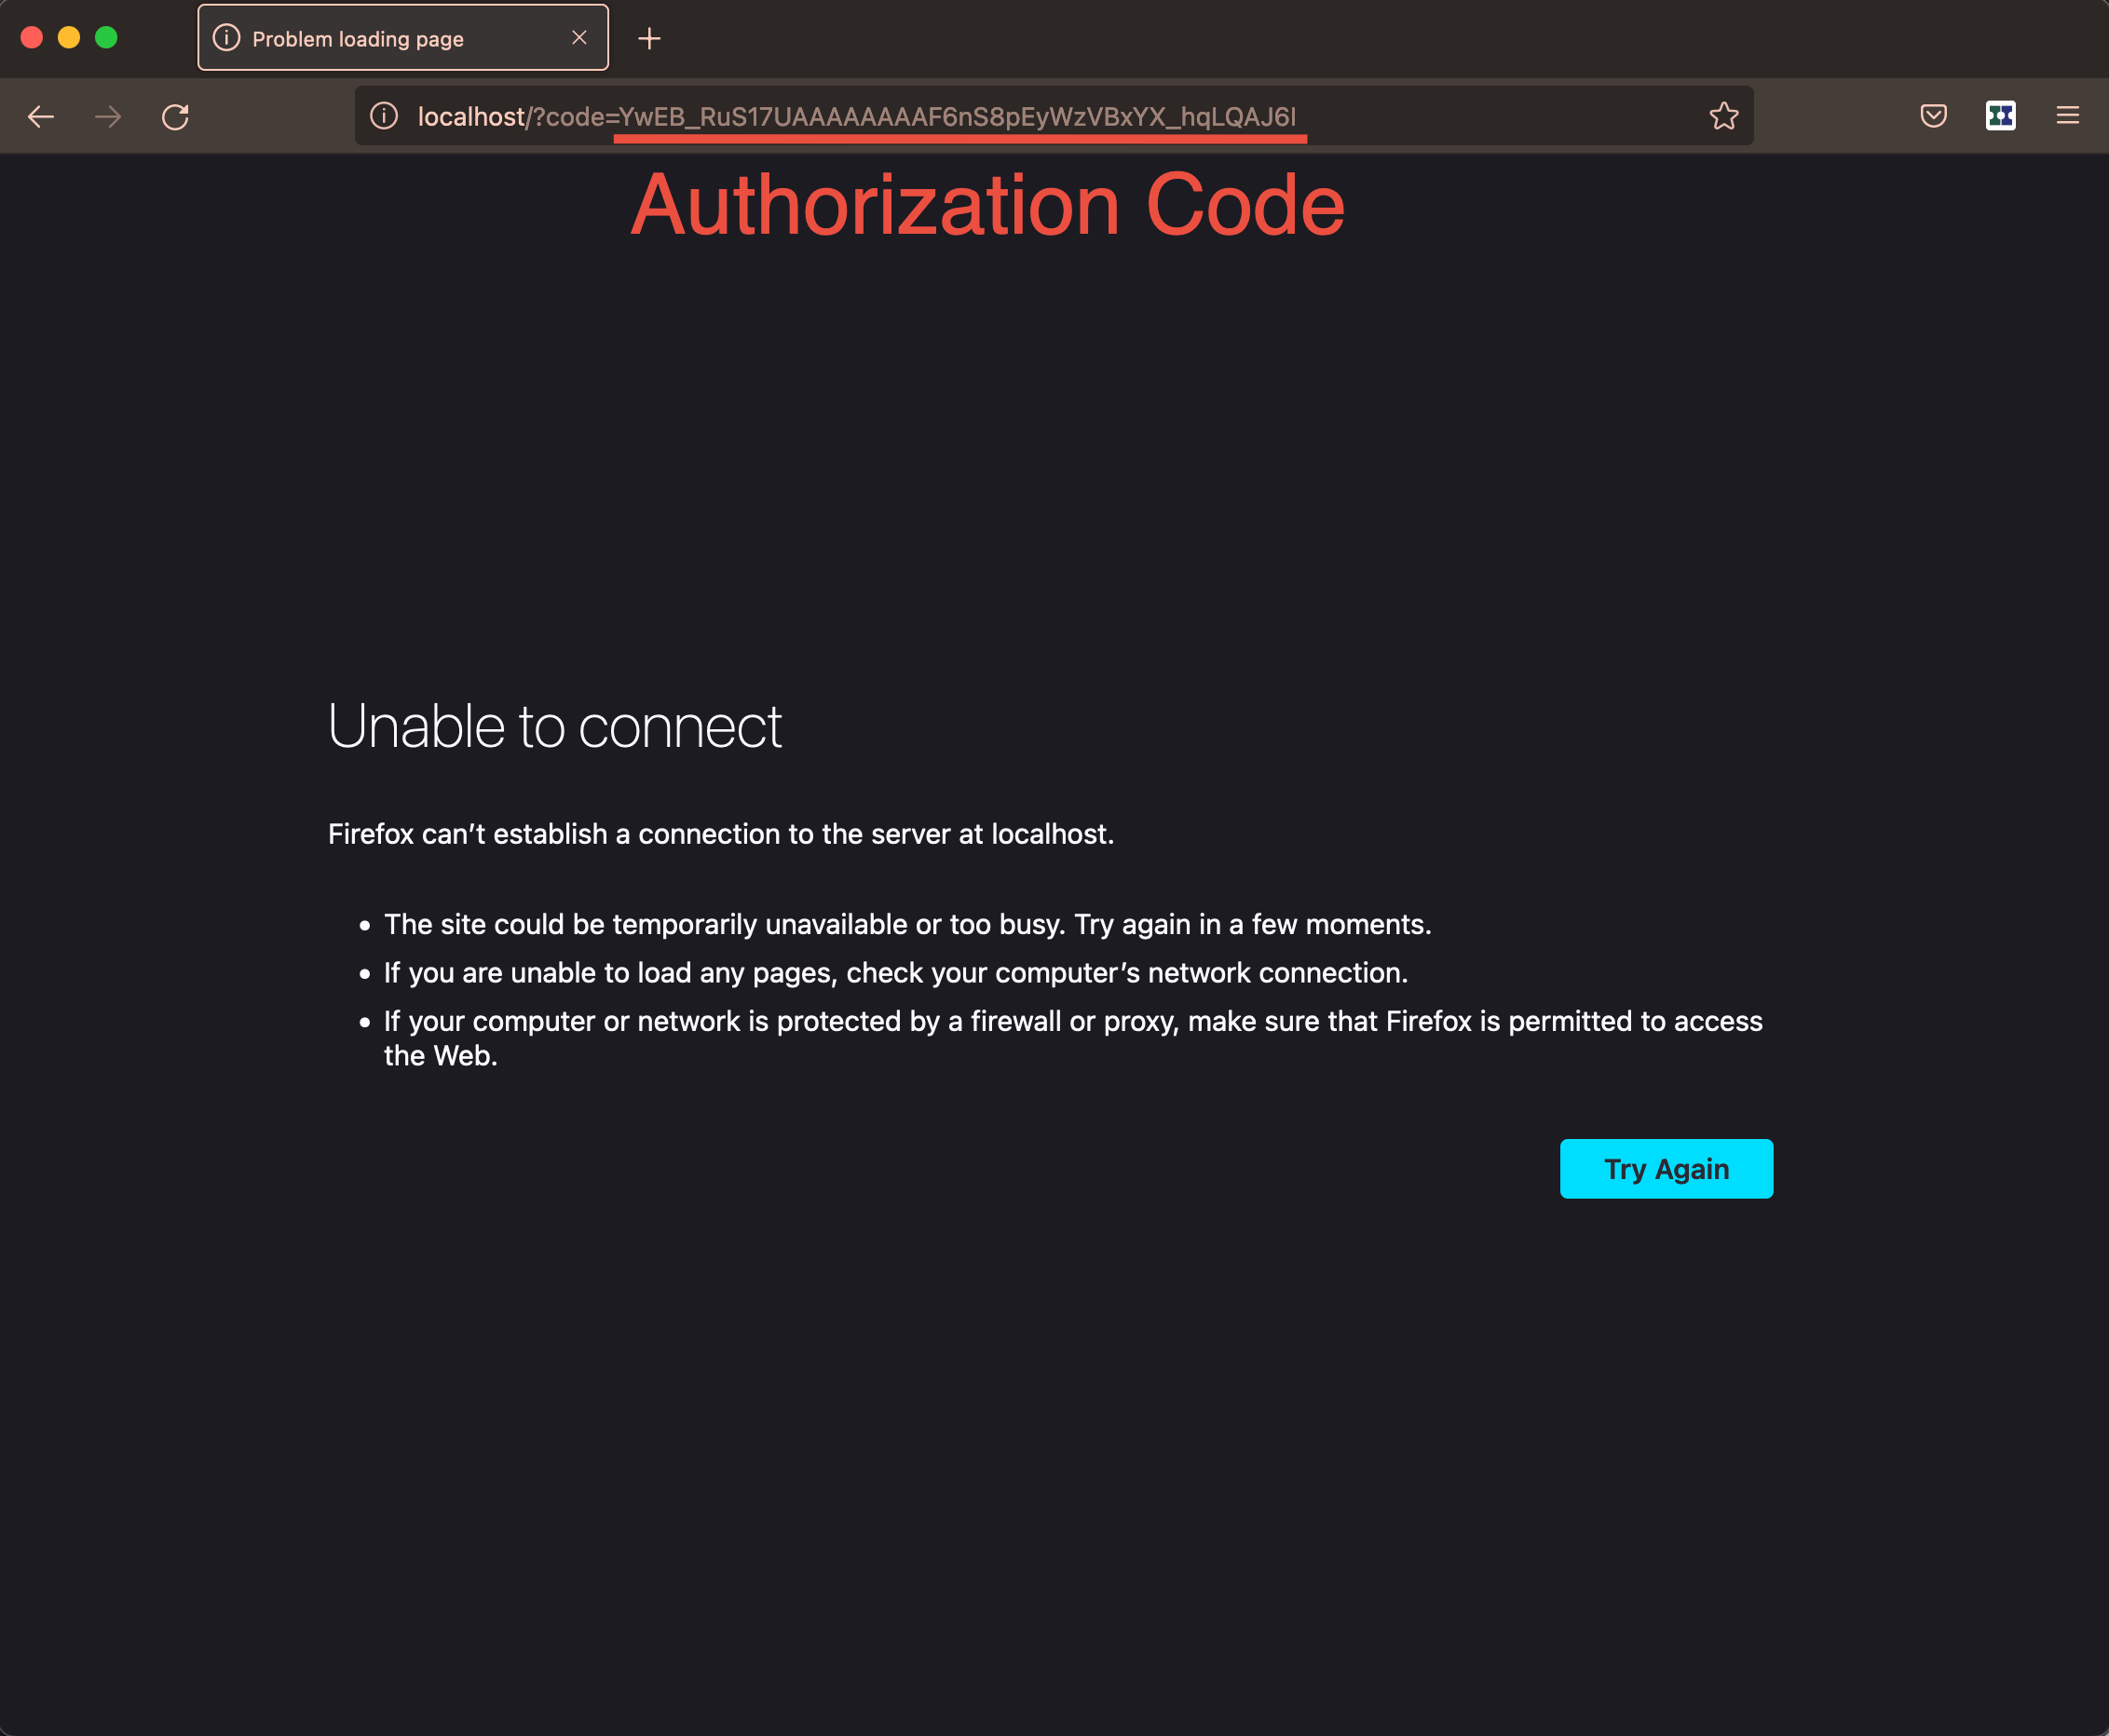 Problem loading page
localhost/?code=YwEB_RuS17UAAAAAAAAF6nS8pEyWzVBxYX_hqLQAJ6I
Authorization Code
Unable to connect
Firefox can’t establish a connection to the server at localhost.
• The site could be temporarily unavailable or too busy. Try again in a few moments.
• If you are unable to load any pages, check your computer’s network connection.
• If your computer or network is protected by a firewall or proxy, make sure that Firefox is permitted to access
the Web.
Try Again